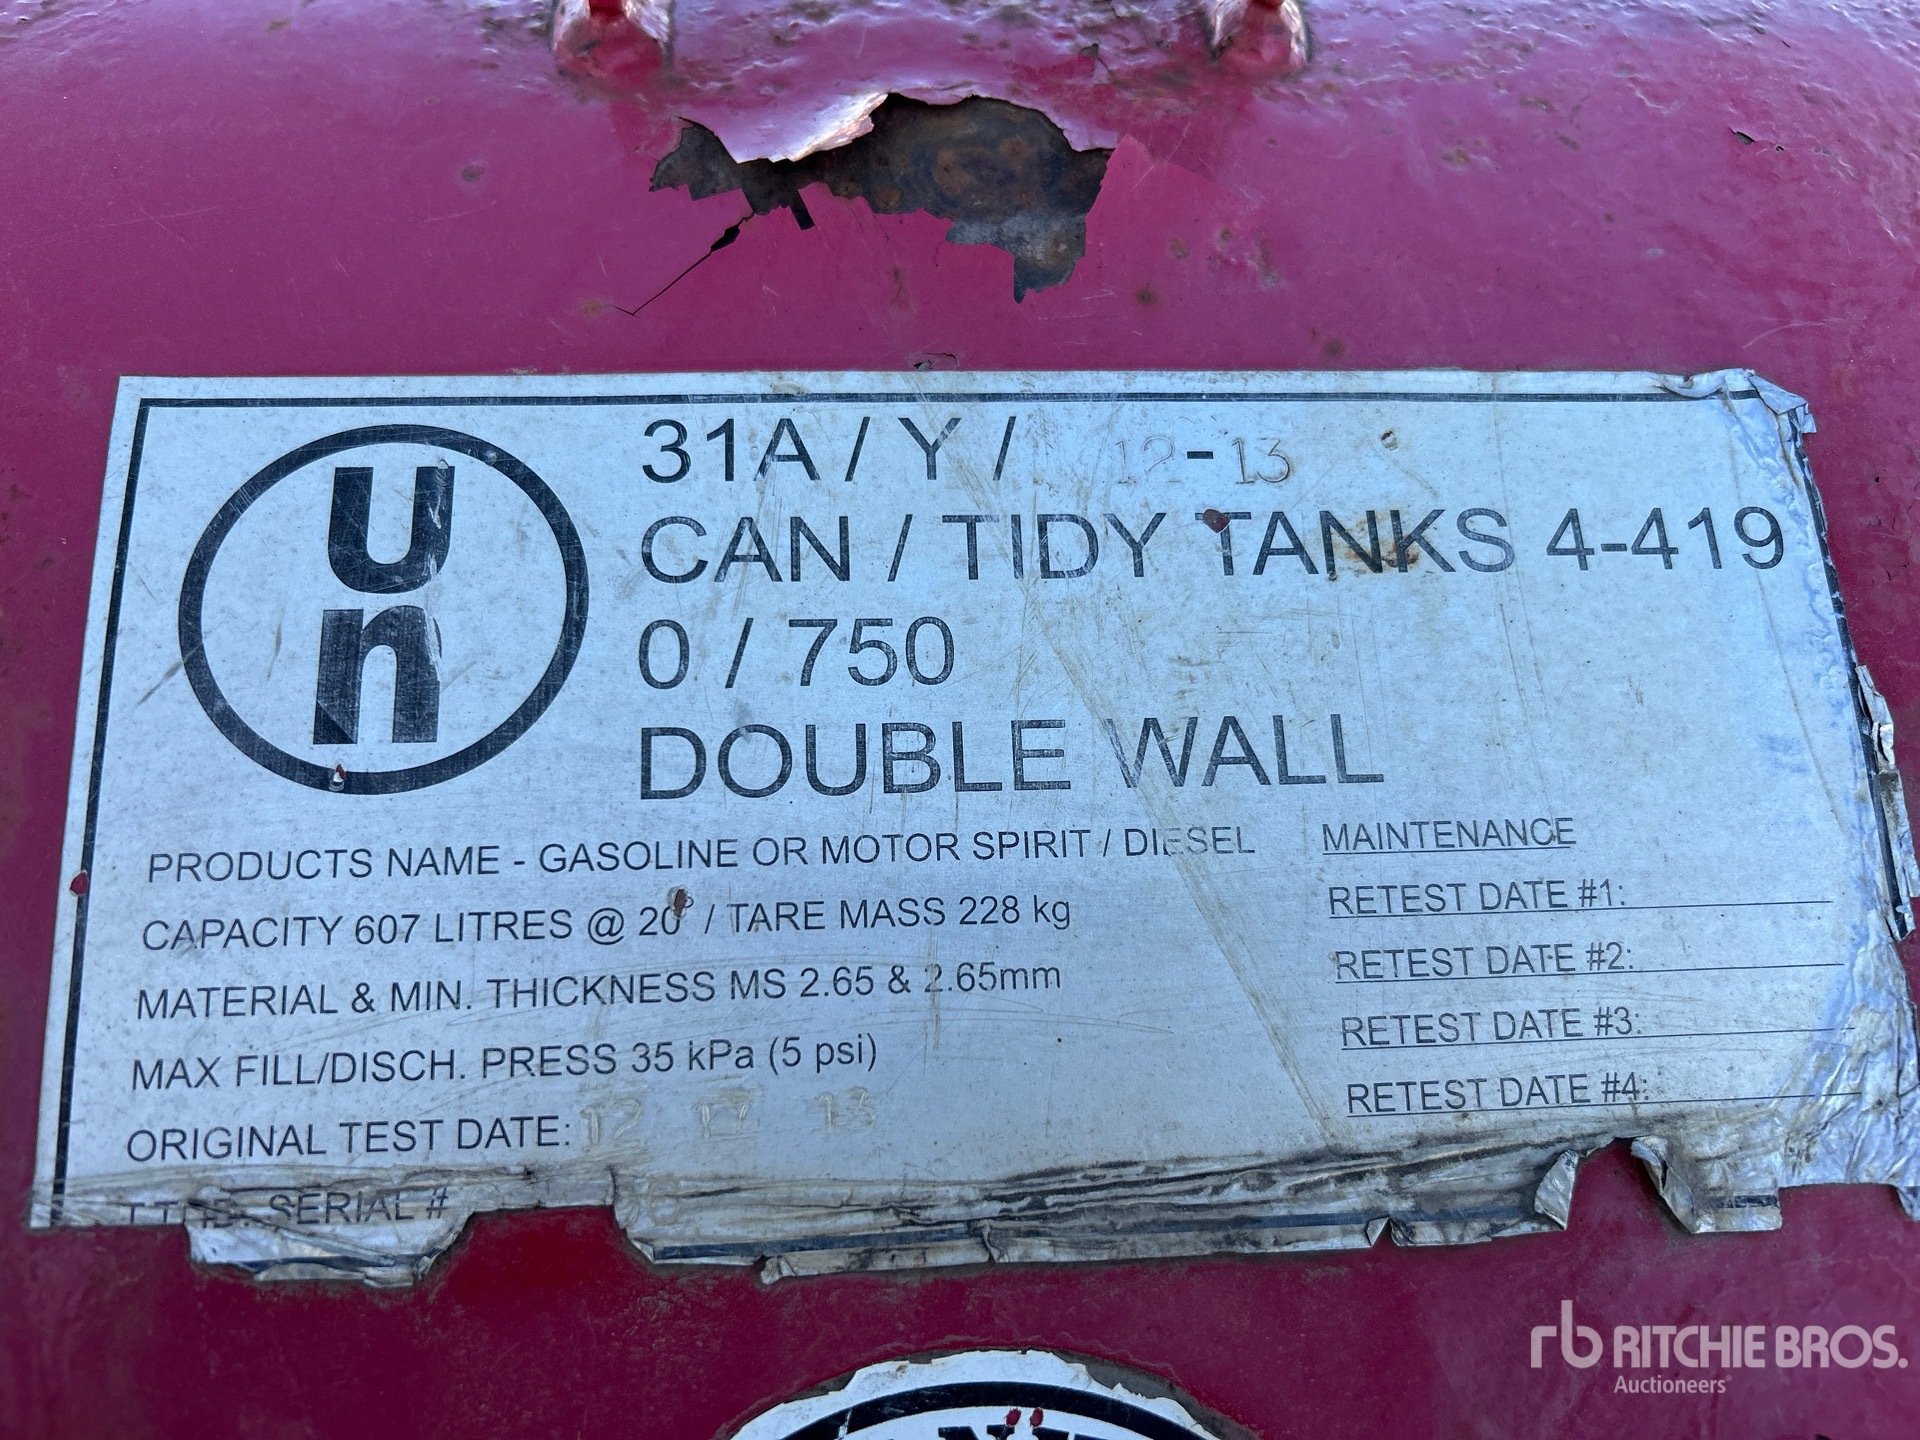 un
31A / Y / 12-13
CAN / TIDY TANKS 4-419
0 / 750
DOUBLE WALL
PRODUCTS NAME - GASOLINE OR MOTOR SPIRIT / DIESEL
CAPACITY 607 LITRES @ 20° / TARE MASS 228 kg
MATERIAL & MIN. THICKNESS MS 2.65 & 2.65mm
MAX FILL/DISCH. PRESS 35 kPa (5 psi)
ORIGINAL TEST DATE: 12 13
SERIAL #
MAINTENANCE
RETEST DATE #1:
RETEST DATE #2:
RETEST DATE #3:
RETEST DATE #4:
rb RITCHIE BROS.
Auctioneers